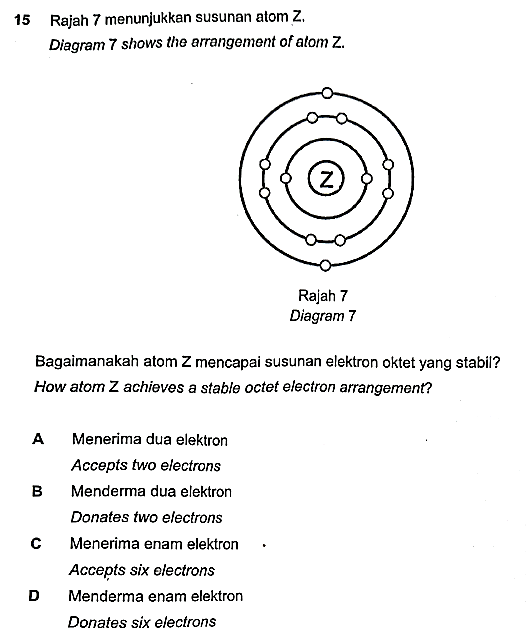 15 Rajah 7 menunjukkan susunan atom Z.
Diagram 7 shows the arrangement of atom Z.
Z
Rajah 7
Diagram 7
Bagaimanakah atom Z mencapai susunan elektron oktet yang stabil?
How atom Z achieves a stable octet electron arrangement?
A Menerima dua elektron
Accepts two electrons
B Menderma dua elektron
Donates two electrons
C Menerima enam elektron
Accepts six electrons
D Menderma enam elektron
Donates six electrons